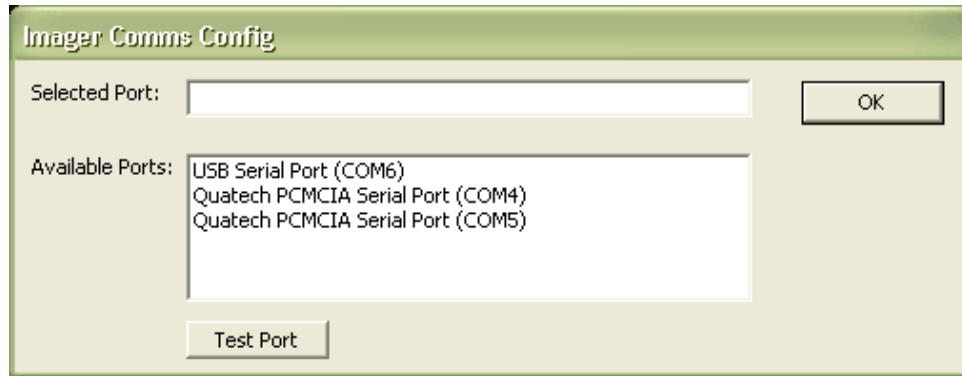 Imager Comms Config
Selected Port:
OK
Available Ports:
USB Serial Port (COM6)
Quatech PCMCIA Serial Port (COM4)
Quatech PCMCIA Serial Port (COM5)
Test Port